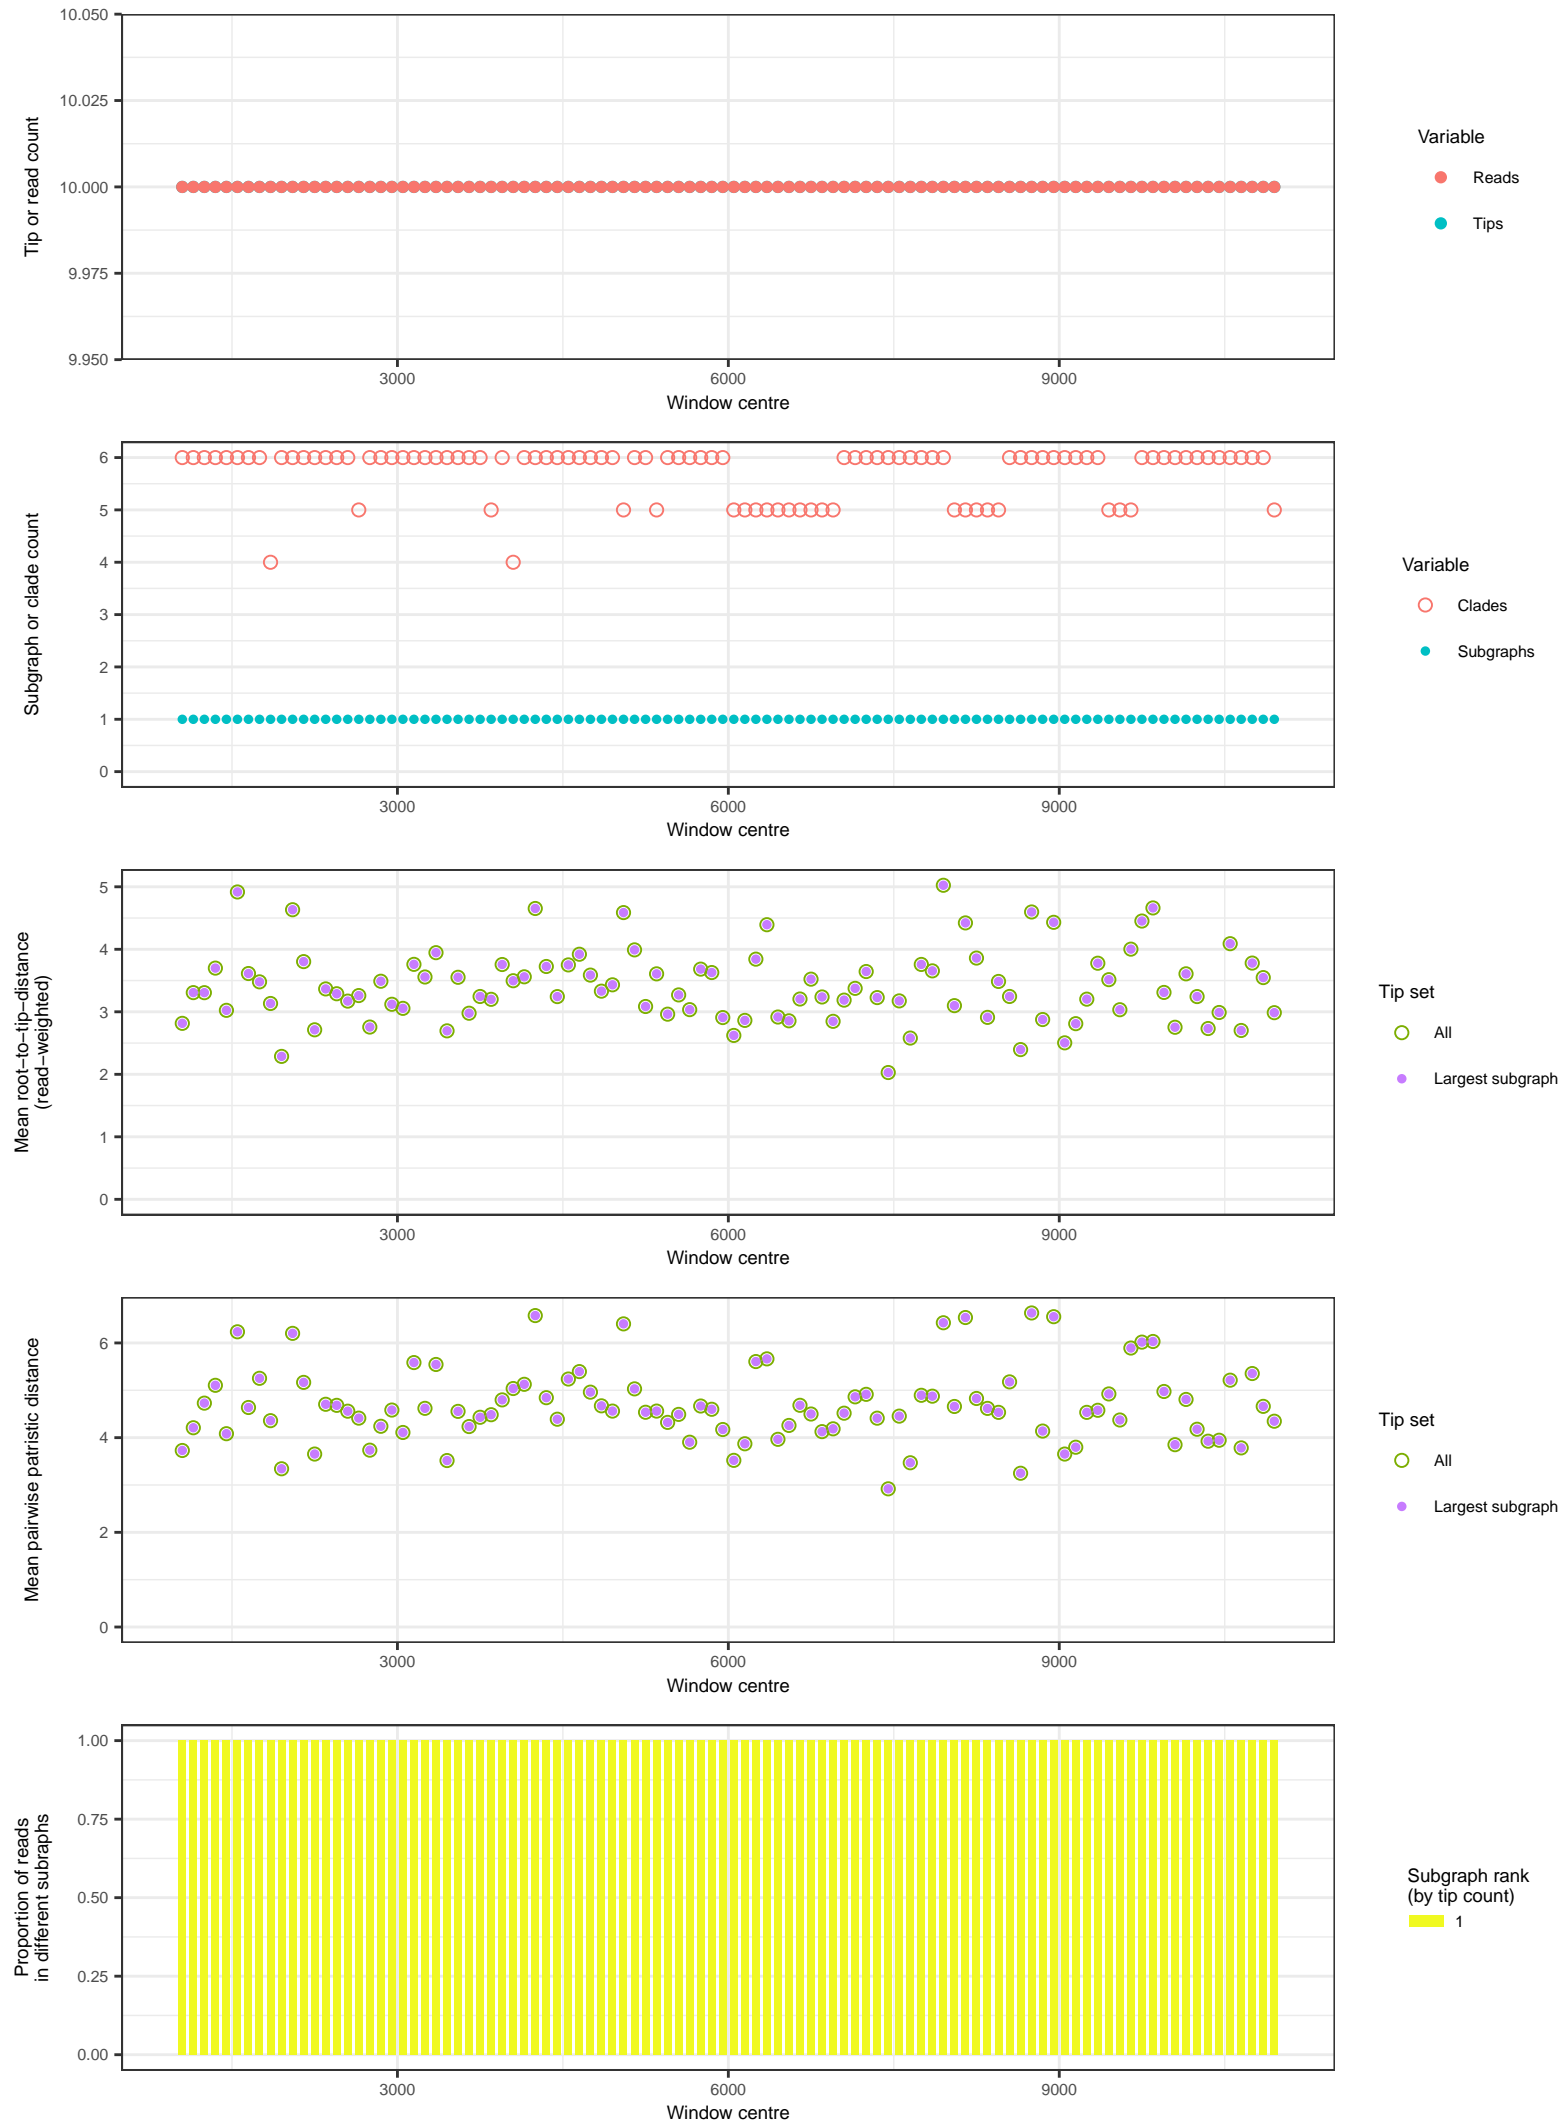 10.050
10.025
10.000
9.975
9.950
Tip or read count
3000
6000
9000
Window centre
Variable
Reads
Tips
6
5
4
3
2
1
0
Subgraph or clade count
3000
6000
9000
Window centre
Variable
Clades
Subgraphs
5
4
3
2
1
0
Mean root−to−tip−distance
(read−weighted)
3000
6000
9000
Window centre
Tip set
All
Largest subgraph
6
4
2
0
Mean pairwise patristic distance
3000
6000
9000
Window centre
Tip set
All
Largest subgraph
1.00
0.75
0.50
0.25
0.00
Proportion of reads
in different subraphs
3000
6000
9000
Window centre
Subgraph rank
(by tip count)
1